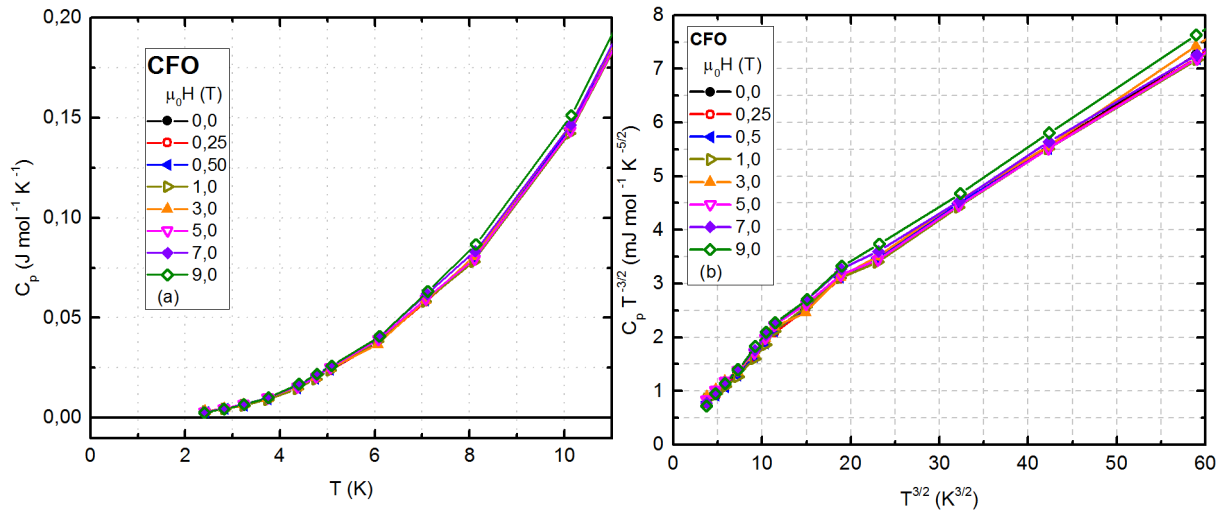 0,20
0,15
0,10
0,05
0,00
C_p (J mol⁻¹ K⁻¹)
CFO
μ₀H (T)
0,0
0,25
0,50
1,0
3,0
5,0
7,0
9,0
(a)
0 2 4 6 8 10
T (K)
8
7
6
5
4
3
2
1
0
C_p T⁻³/² (mJ mol⁻¹ K⁻⁵/²)
CFO
μ₀H (T)
0,0
0,25
0,5
1,0
3,0
5,0
7,0
9,0
(b)
0 10 20 30 40 50 60
T³/² (K³/²)